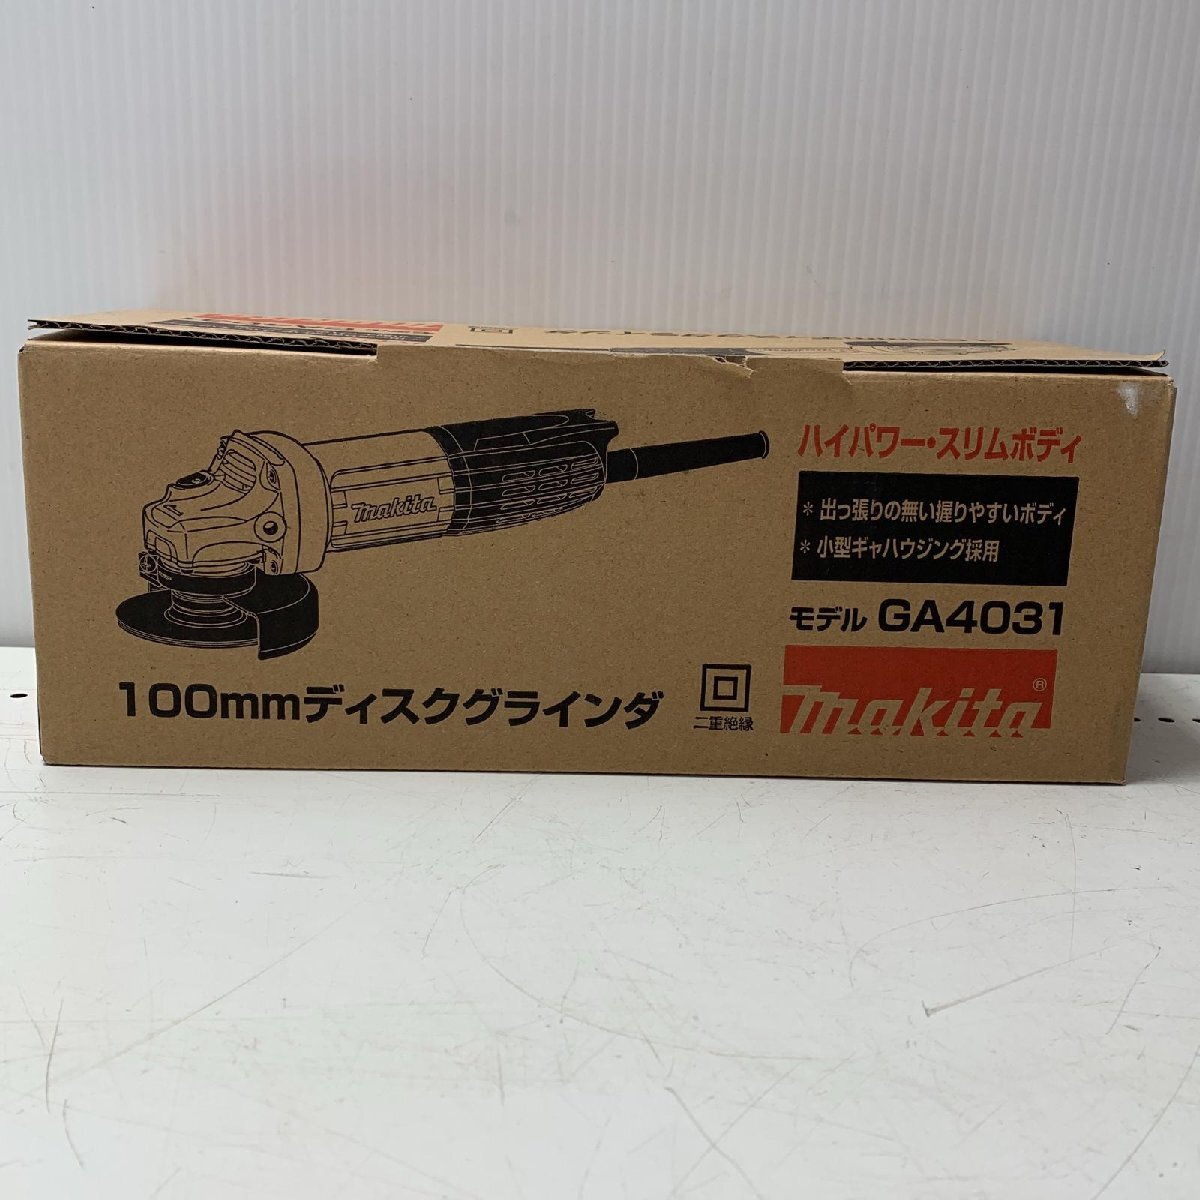 ハイパワー・スリムボディ
* 出っ張りの無い握りやすいボディ
* 小型ギャハウジング採用
モデル GA4031
makita
100mmディスクグラインダ
二重絶縁
makita®